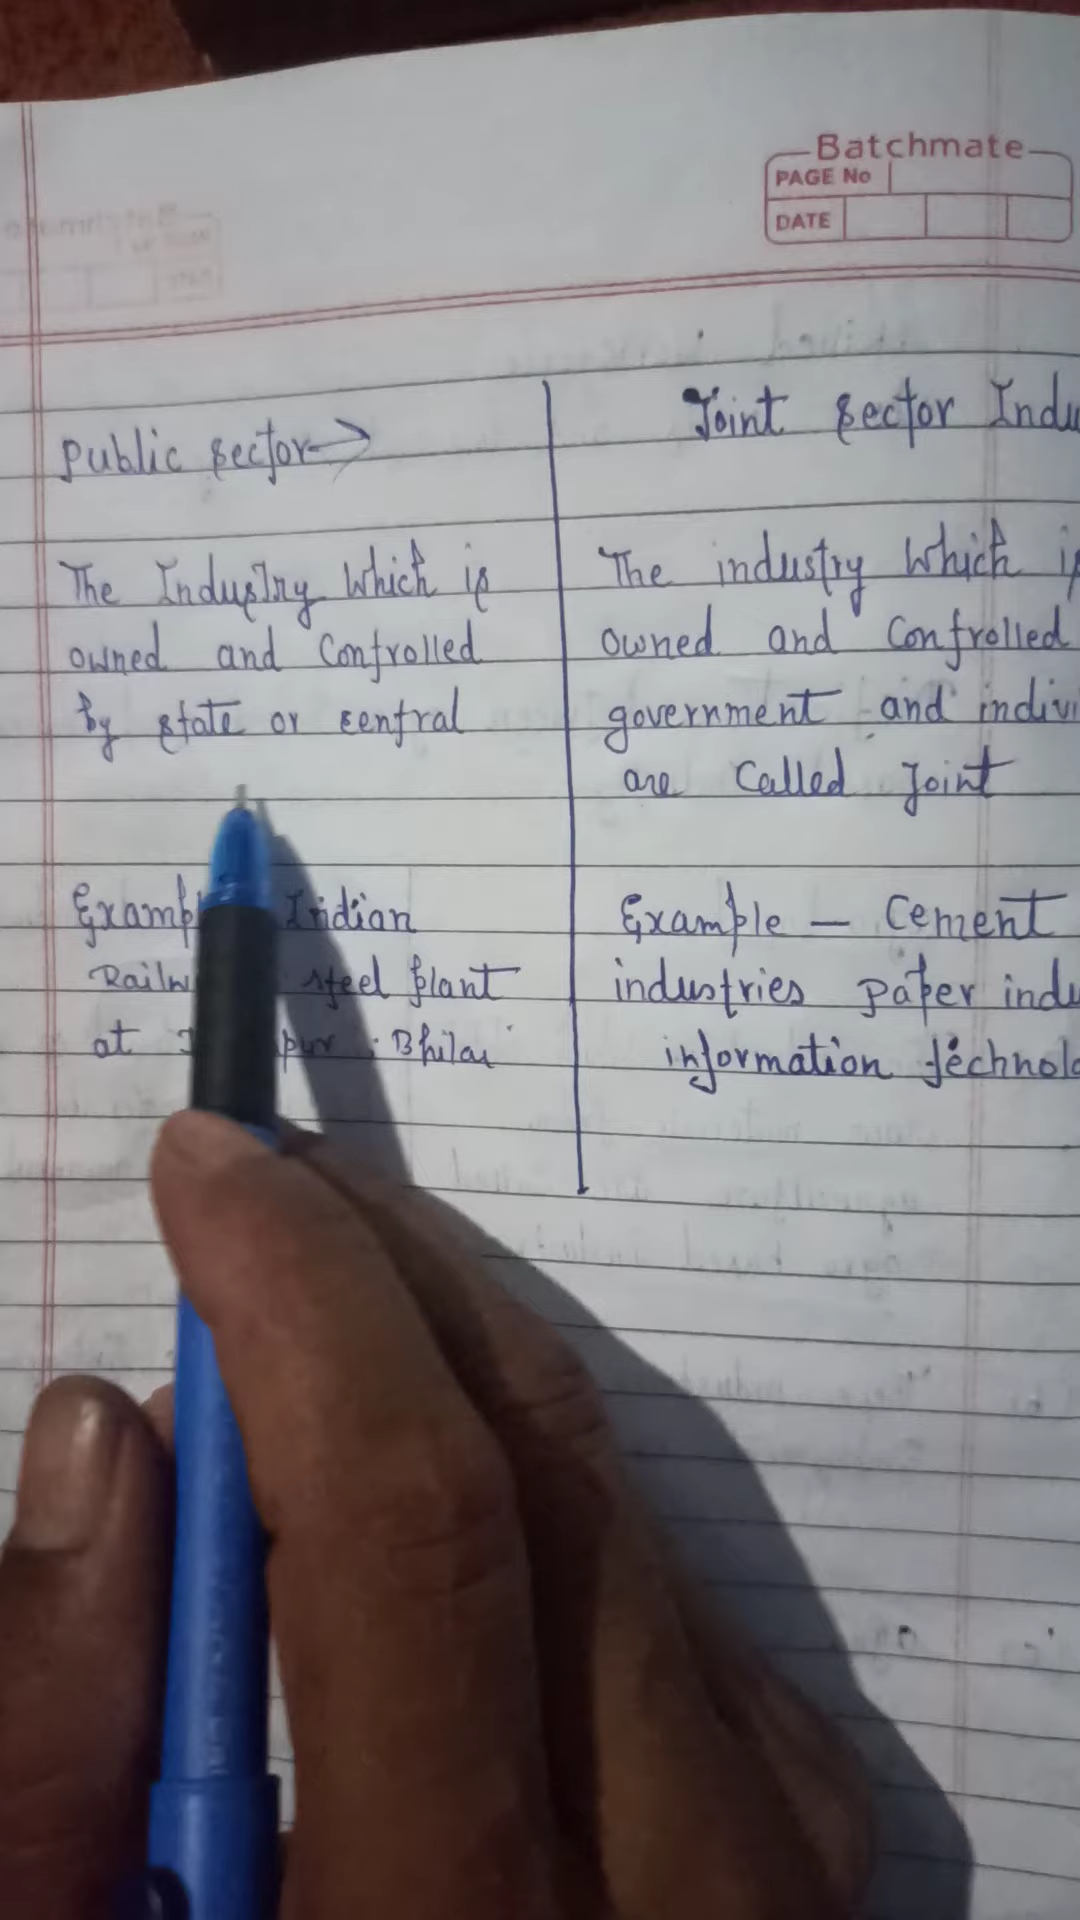 Batchmate
PAGE No
DATE
Public sector→
The Industry which is
owned and controlled
by state or central
Indian
steel plant
at Bhilai
Joint sector
The industry which
owned and controlled
government and
are called Joint
Example — Cement
industries paper
information